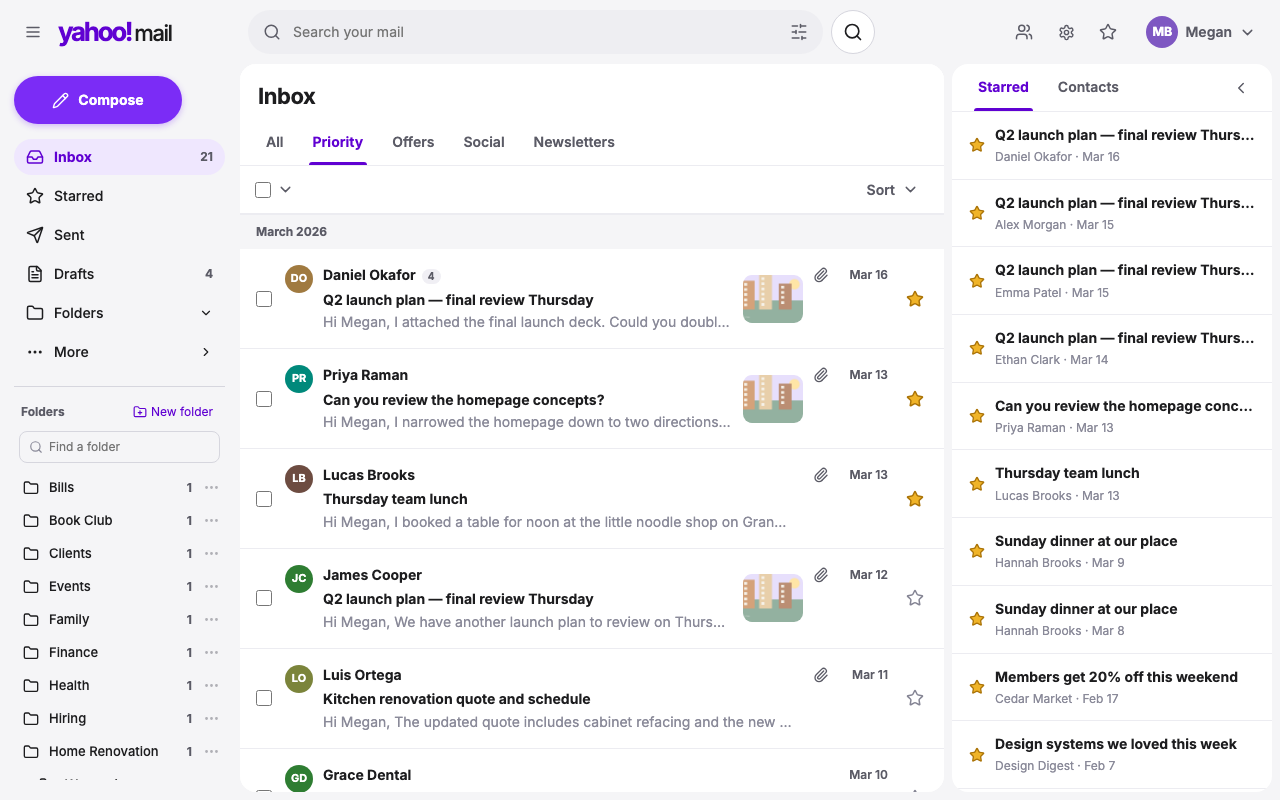 yahoo! mail
Search your mail
MB Megan
Compose
Inbox 21
Starred
Sent
Drafts 4
Folders
More
Folders New folder
Find a folder
Bills 1
Book Club 1
Clients 1
Events 1
Family 1
Finance 1
Health 1
Hiring 1
Home Renovation 1
Inbox
All Priority Offers Social Newsletters
Sort
March 2026
DO Daniel Okafor 4 Mar 16
Q2 launch plan — final review Thursday
Hi Megan, I attached the final launch deck. Could you doubl...
PR Priya Raman Mar 13
Can you review the homepage concepts?
Hi Megan, I narrowed the homepage down to two directions...
LB Lucas Brooks Mar 13
Thursday team lunch
Hi Megan, I booked a table for noon at the little noodle shop on Gran...
JC James Cooper Mar 12
Q2 launch plan — final review Thursday
Hi Megan, We have another launch plan to review on Thurs...
LO Luis Ortega Mar 11
Kitchen renovation quote and schedule
Hi Megan, The updated quote includes cabinet refacing and the new ...
GD Grace Dental Mar 10
Starred Contacts
Q2 launch plan — final review Thurs...
Daniel Okafor · Mar 16
Q2 launch plan — final review Thurs...
Alex Morgan · Mar 15
Q2 launch plan — final review Thurs...
Emma Patel · Mar 15
Q2 launch plan — final review Thurs...
Ethan Clark · Mar 14
Can you review the homepage conc...
Priya Raman · Mar 13
Thursday team lunch
Lucas Brooks · Mar 13
Sunday dinner at our place
Hannah Brooks · Mar 9
Sunday dinner at our place
Hannah Brooks · Mar 8
Members get 20% off this weekend
Cedar Market · Feb 17
Design systems we loved this week
Design Digest · Feb 7